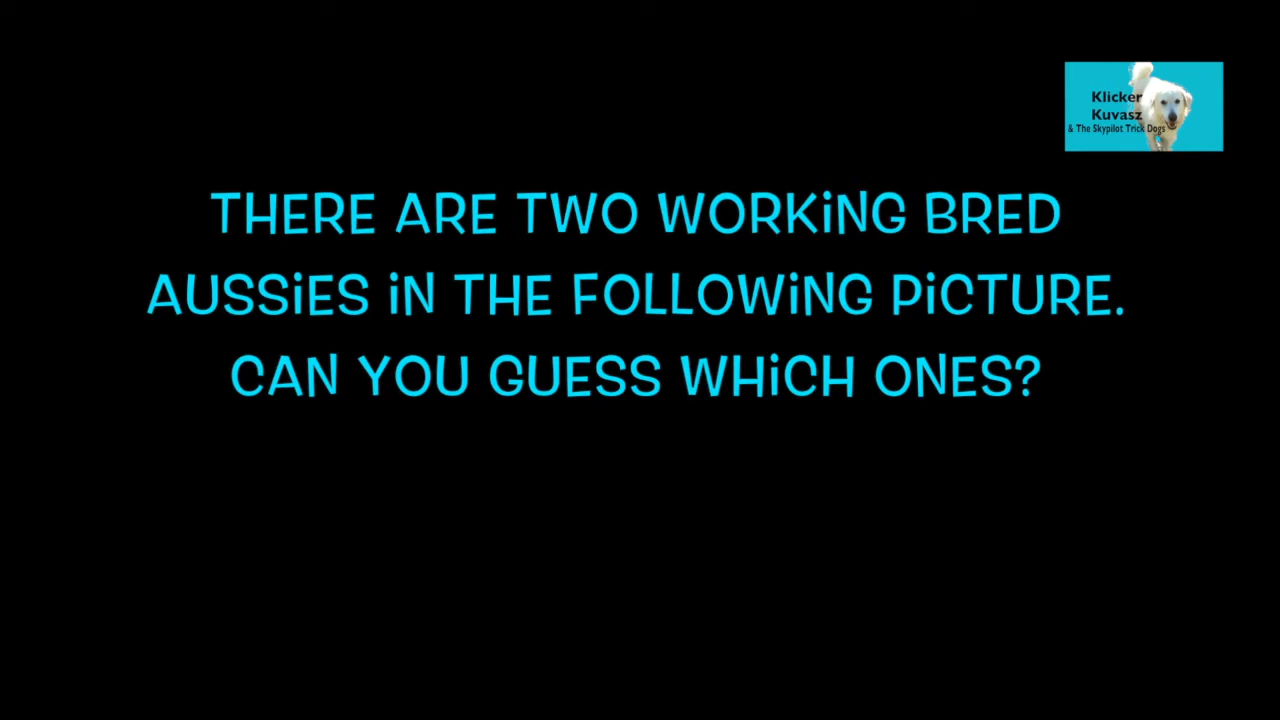 Klicker
Kuvasz
& The Skypilot Trick Dogs
THERE ARE TWO WORKiNG BRED
AUSSiES iN THE FOLLOWiNG PiCTURE.
CAN YOU GUESS WHiCH ONES?